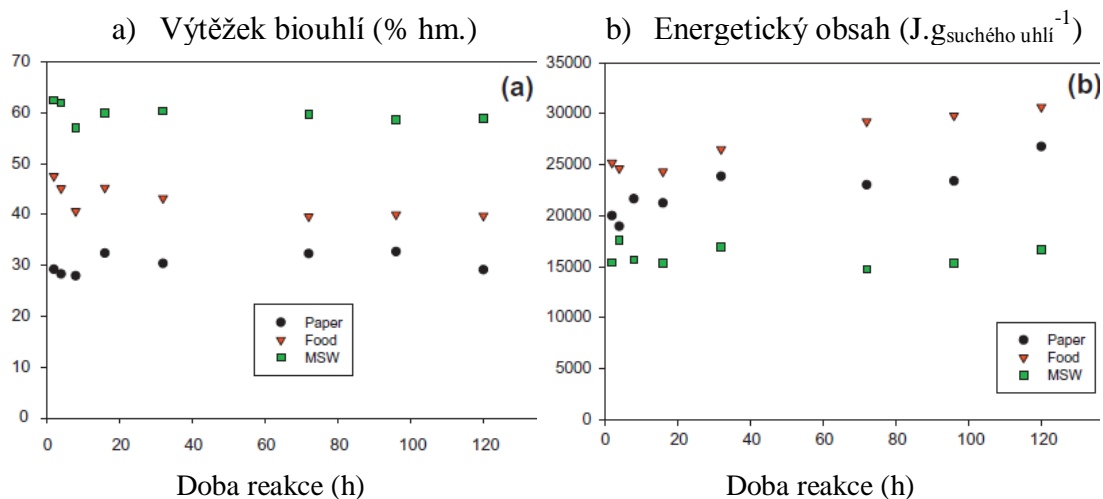 a) Výtěžek biouhlí (% hm.)
70
60
50
40
30
20
10
0
(a)
Paper
Food
MSW
0 20 40 60 80 100 120
Doba reakce (h)
b) Energetický obsah (J.gsuchého uhlí-1)
35000
30000
25000
20000
15000
10000
5000
0
(b)
Paper
Food
MSW
0 20 40 60 80 100 120
Doba reakce (h)